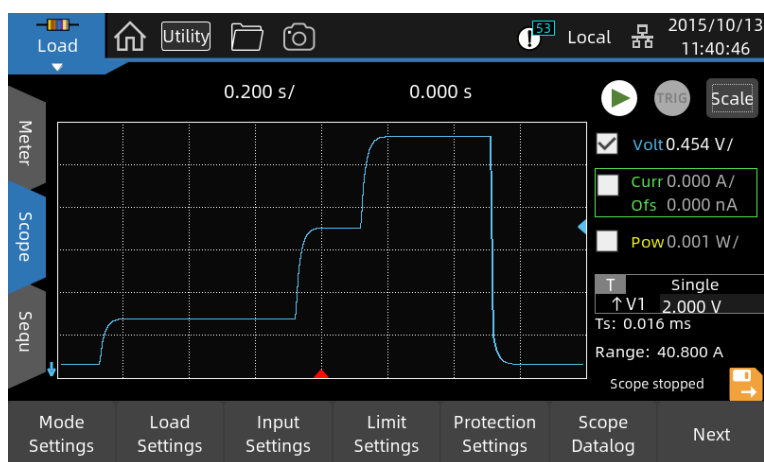 Load
Utility
53
Local
2015/10/13
11:40:46
0.200 s/
0.000 s
TRIG
Scale
Meter
Scope
Sequ
Volt 0.454 V/
Curr 0.000 A/
Ofs 0.000 nA
Pow 0.001 W/
T Single
↑ V1 2.000 V
Ts: 0.016 ms
Range: 40.800 A
Scope stopped
Mode Settings
Load Settings
Input Settings
Limit Settings
Protection Settings
Scope Datalog
Next